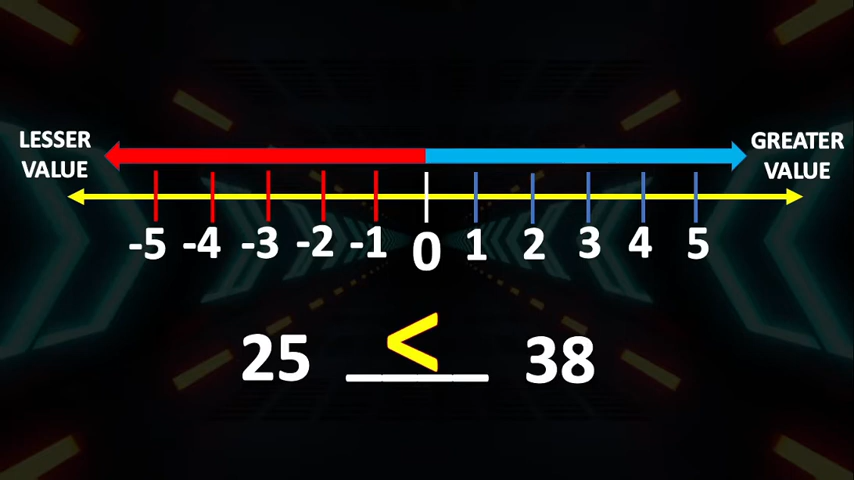 LESSER
VALUE
GREATER
VALUE
-5 -4 -3 -2 -1 0 1 2 3 4 5
25 < 38